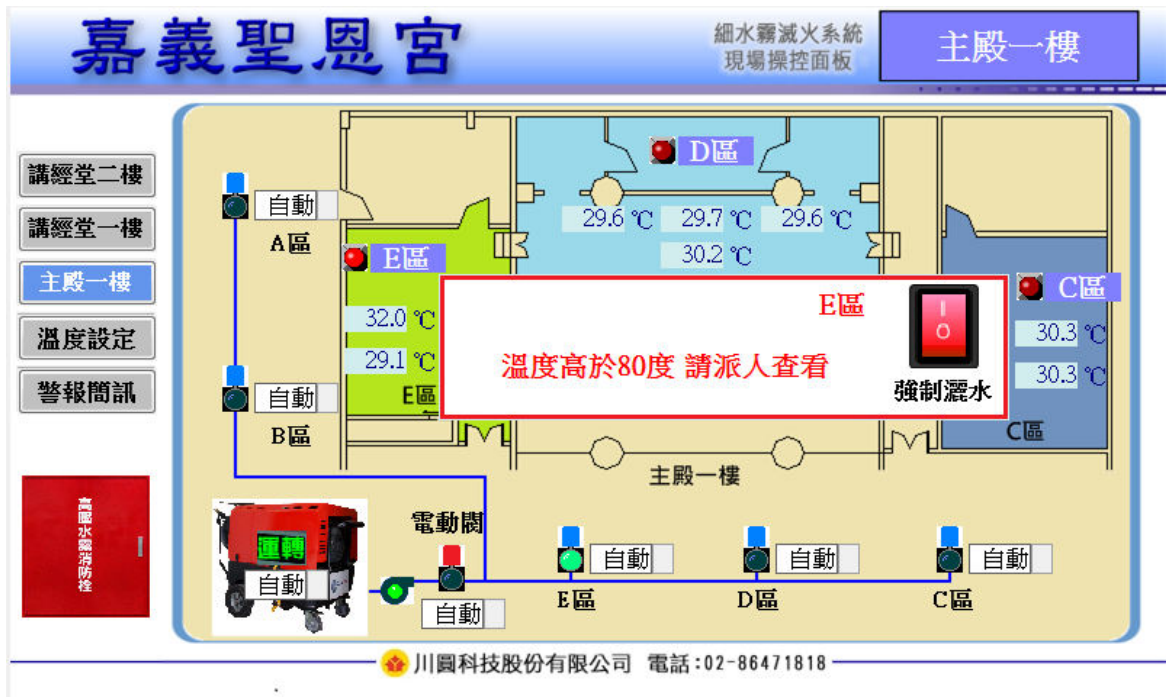 嘉義聖恩宮
細水霧滅火系統
現場操控面板
主殿一樓
講經堂二樓
講經堂一樓
主殿一樓
溫度設定
警報簡訊
高壓水霧消防栓
自動
A區
自動
B區
D區
29.6 ℃ 29.7 ℃ 29.6 ℃
30.2 ℃
E區
32.0 ℃
29.1 ℃
E區
E區
溫度高於80度 請派人查看
I
O
強制灑水
C區
30.3 ℃
30.3 ℃
C區
主殿一樓
運轉
自動
電動閥
自動
自動
E區
自動
D區
自動
C區
川圓科技股份有限公司 電話:02-86471818